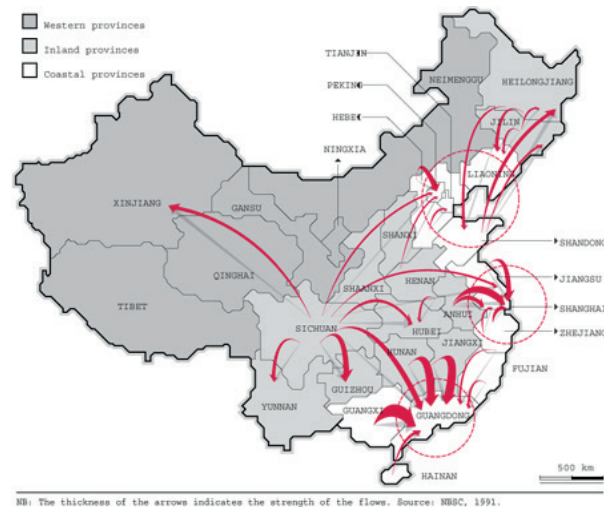 Western provinces
Inland provinces
Coastal provinces
TIANJIN
PEKING
HEBEI
NINGXIA
NEIMENGGU
HEILONGJIANG
JILIN
LIAONING
XINJIANG
GANSU
QINGHAI
TIBET
SHANXI
SHAANXI
HENAN
SICHUAN
HUBEI
ANHUI
SHANDONG
JIANGSU
SHANGHAI
ZHEJIANG
JIANGXI
HUNAN
FUJIAN
GUIZHOU
YUNNAN
GUANGXI
GUANGDONG
HAINAN
500 km
NB: The thickness of the arrows indicates the strength of the flows. Source: NBSC, 1991.